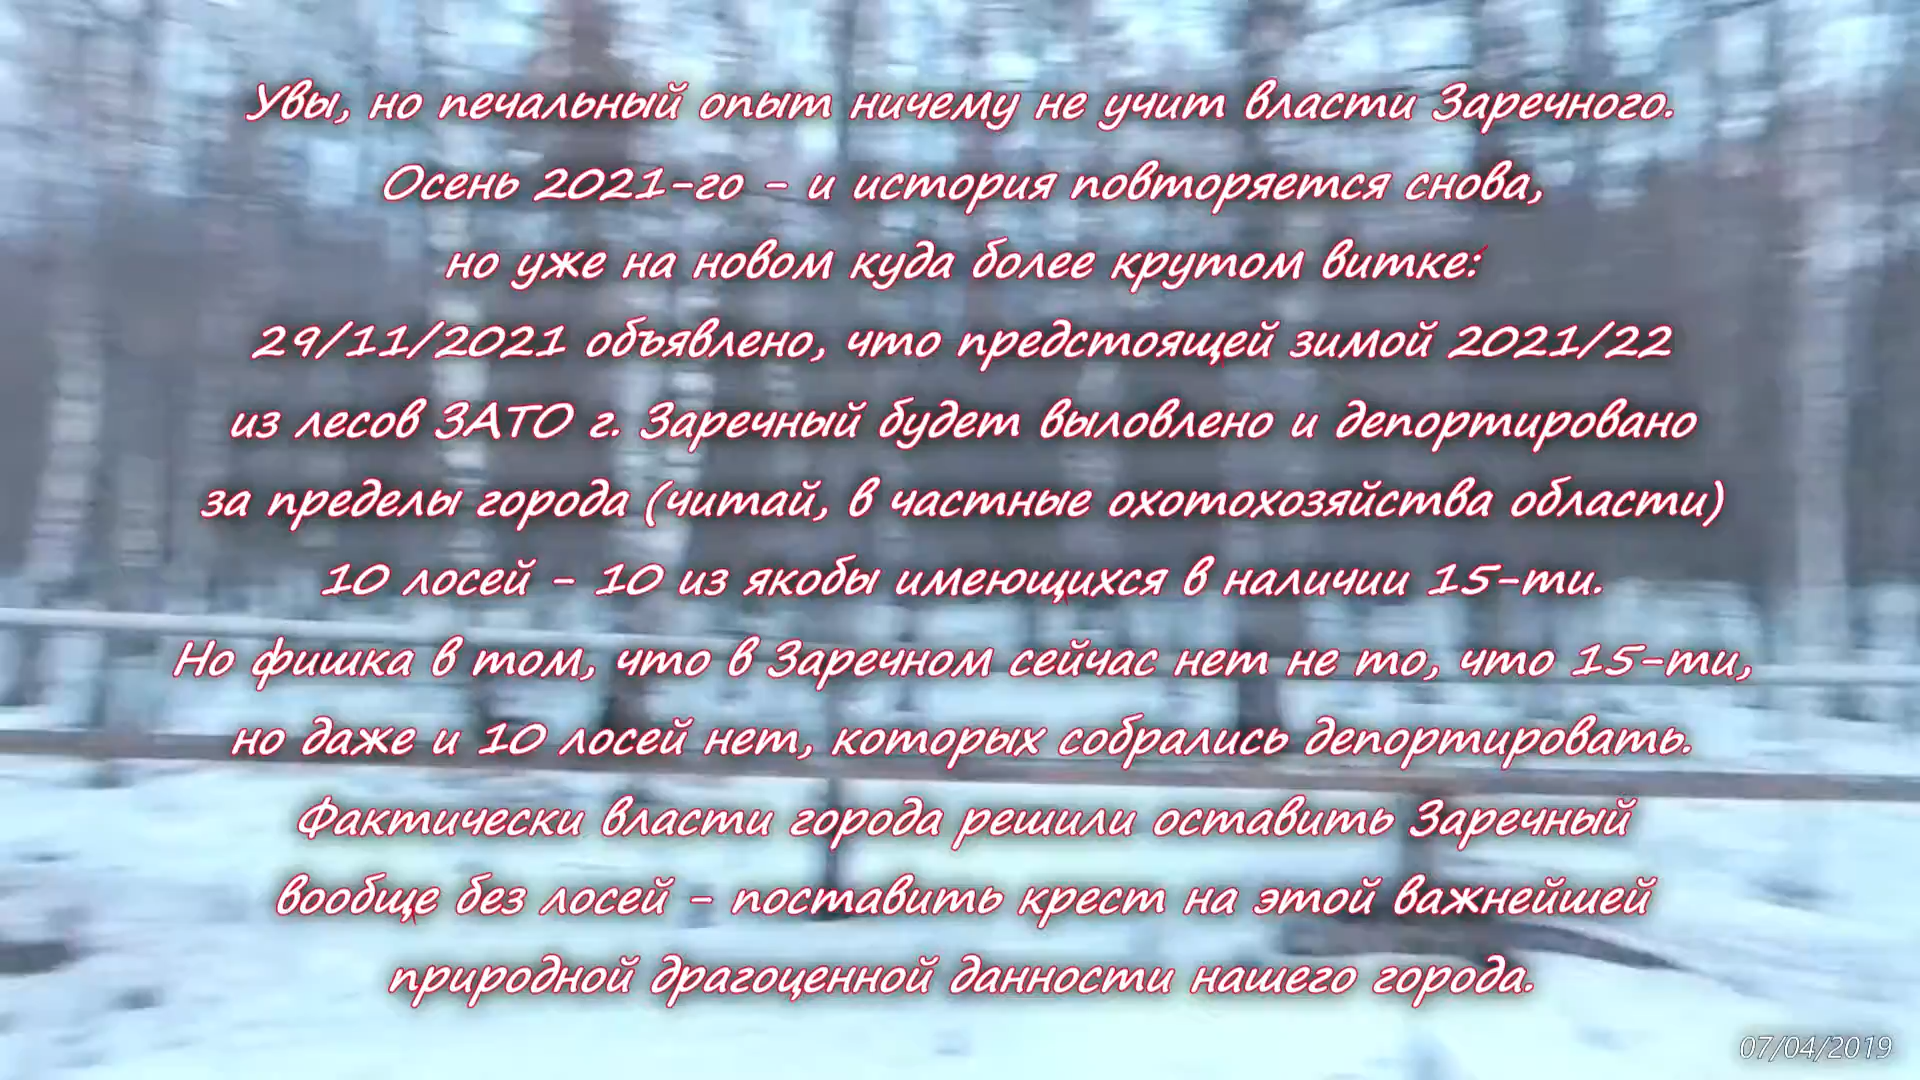 Увы, но печальный опыт ничему не учит власти Заречного.
Осень 2021-го - и история повторяется снова,
но уже на новом куда более крутом витке:
29/11/2021 объявлено, что предстоящей зимой 2021/22
из лесов ЗАТО г. Заречный будет выловлено и депортировано
за пределы города (читай, в частные охотохозяйства области)
10 лосей - 10 из якобы имеющихся в наличии 15-ти.
Но фишка в том, что в Заречном сейчас нет не то, что 15-ти,
но даже и 10 лосей нет, которых собрались депортировать.
Фактически власти города решили оставить Заречный
вообще без лосей - поставить крест на этой важнейшей
природной драгоценной данности нашего города.
07/04/2019